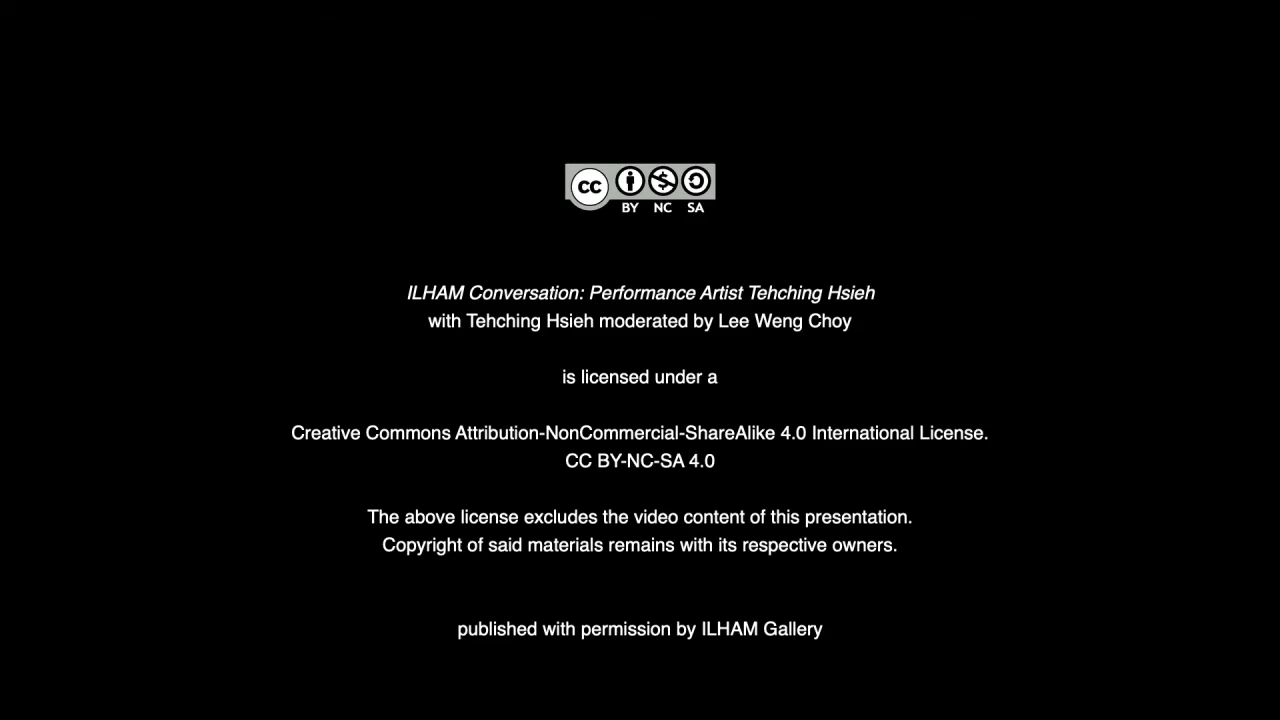 cc
BY NC SA
ILHAM Conversation: Performance Artist Tehching Hsieh
with Tehching Hsieh moderated by Lee Weng Choy
is licensed under a
Creative Commons Attribution-NonCommercial-ShareAlike 4.0 International License.
CC BY-NC-SA 4.0
The above license excludes the video content of this presentation.
Copyright of said materials remains with its respective owners.
published with permission by ILHAM Gallery